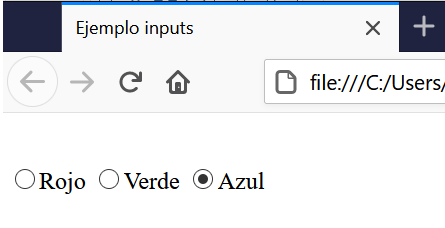 Ejemplo inputs
file:///C:/Users/
Rojo Verde Azul